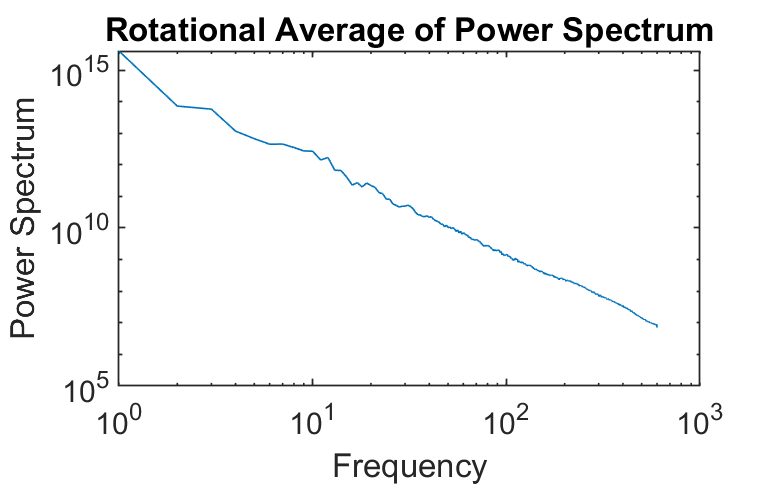 Rotational Average of Power Spectrum
10^15
10^10
10^5
Power Spectrum
10^0 10^1 10^2 10^3
Frequency